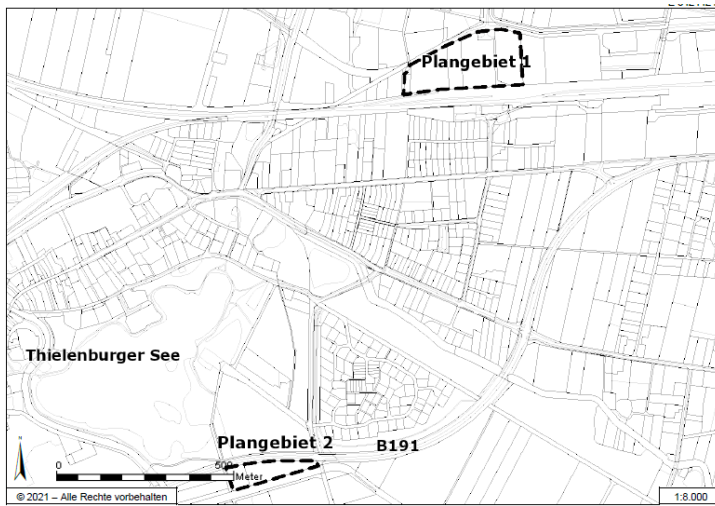 Plangebiet 1
Thielenburger See
Plangebiet 2
B191
0
500
Meter
© 2021 – Alle Rechte vorbehalten
1:8.000